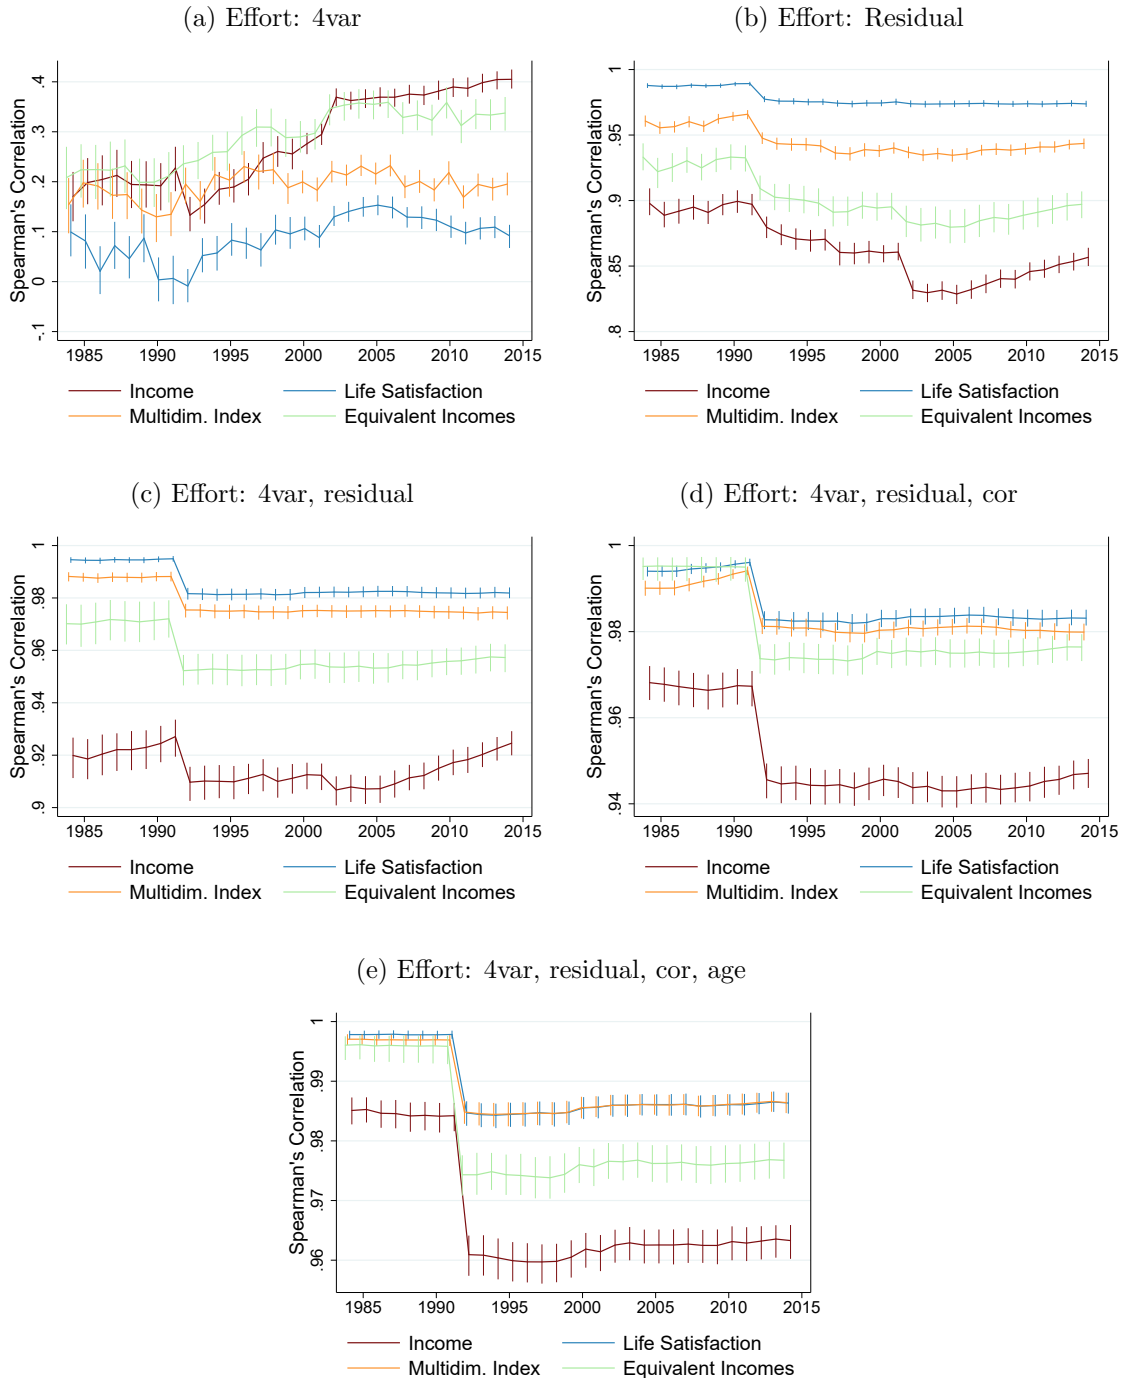 (a) Effort: 4var
Spearman's Correlation
.4
.3
.2
.1
0
-.1
1985 1990 1995 2000 2005 2010 2015
Income Life Satisfaction
Multidim. Index Equivalent Incomes
(b) Effort: Residual
Spearman's Correlation
1
.95
.9
.85
.8
1985 1990 1995 2000 2005 2010 2015
Income Life Satisfaction
Multidim. Index Equivalent Incomes
(c) Effort: 4var, residual
Spearman's Correlation
1
.98
.96
.94
.92
.9
1985 1990 1995 2000 2005 2010 2015
Income Life Satisfaction
Multidim. Index Equivalent Incomes
(d) Effort: 4var, residual, cor
Spearman's Correlation
1
.98
.96
.94
1985 1990 1995 2000 2005 2010 2015
Income Life Satisfaction
Multidim. Index Equivalent Incomes
(e) Effort: 4var, residual, cor, age
Spearman's Correlation
1
.99
.98
.97
.96
1985 1990 1995 2000 2005 2010 2015
Income Life Satisfaction
Multidim. Index Equivalent Incomes